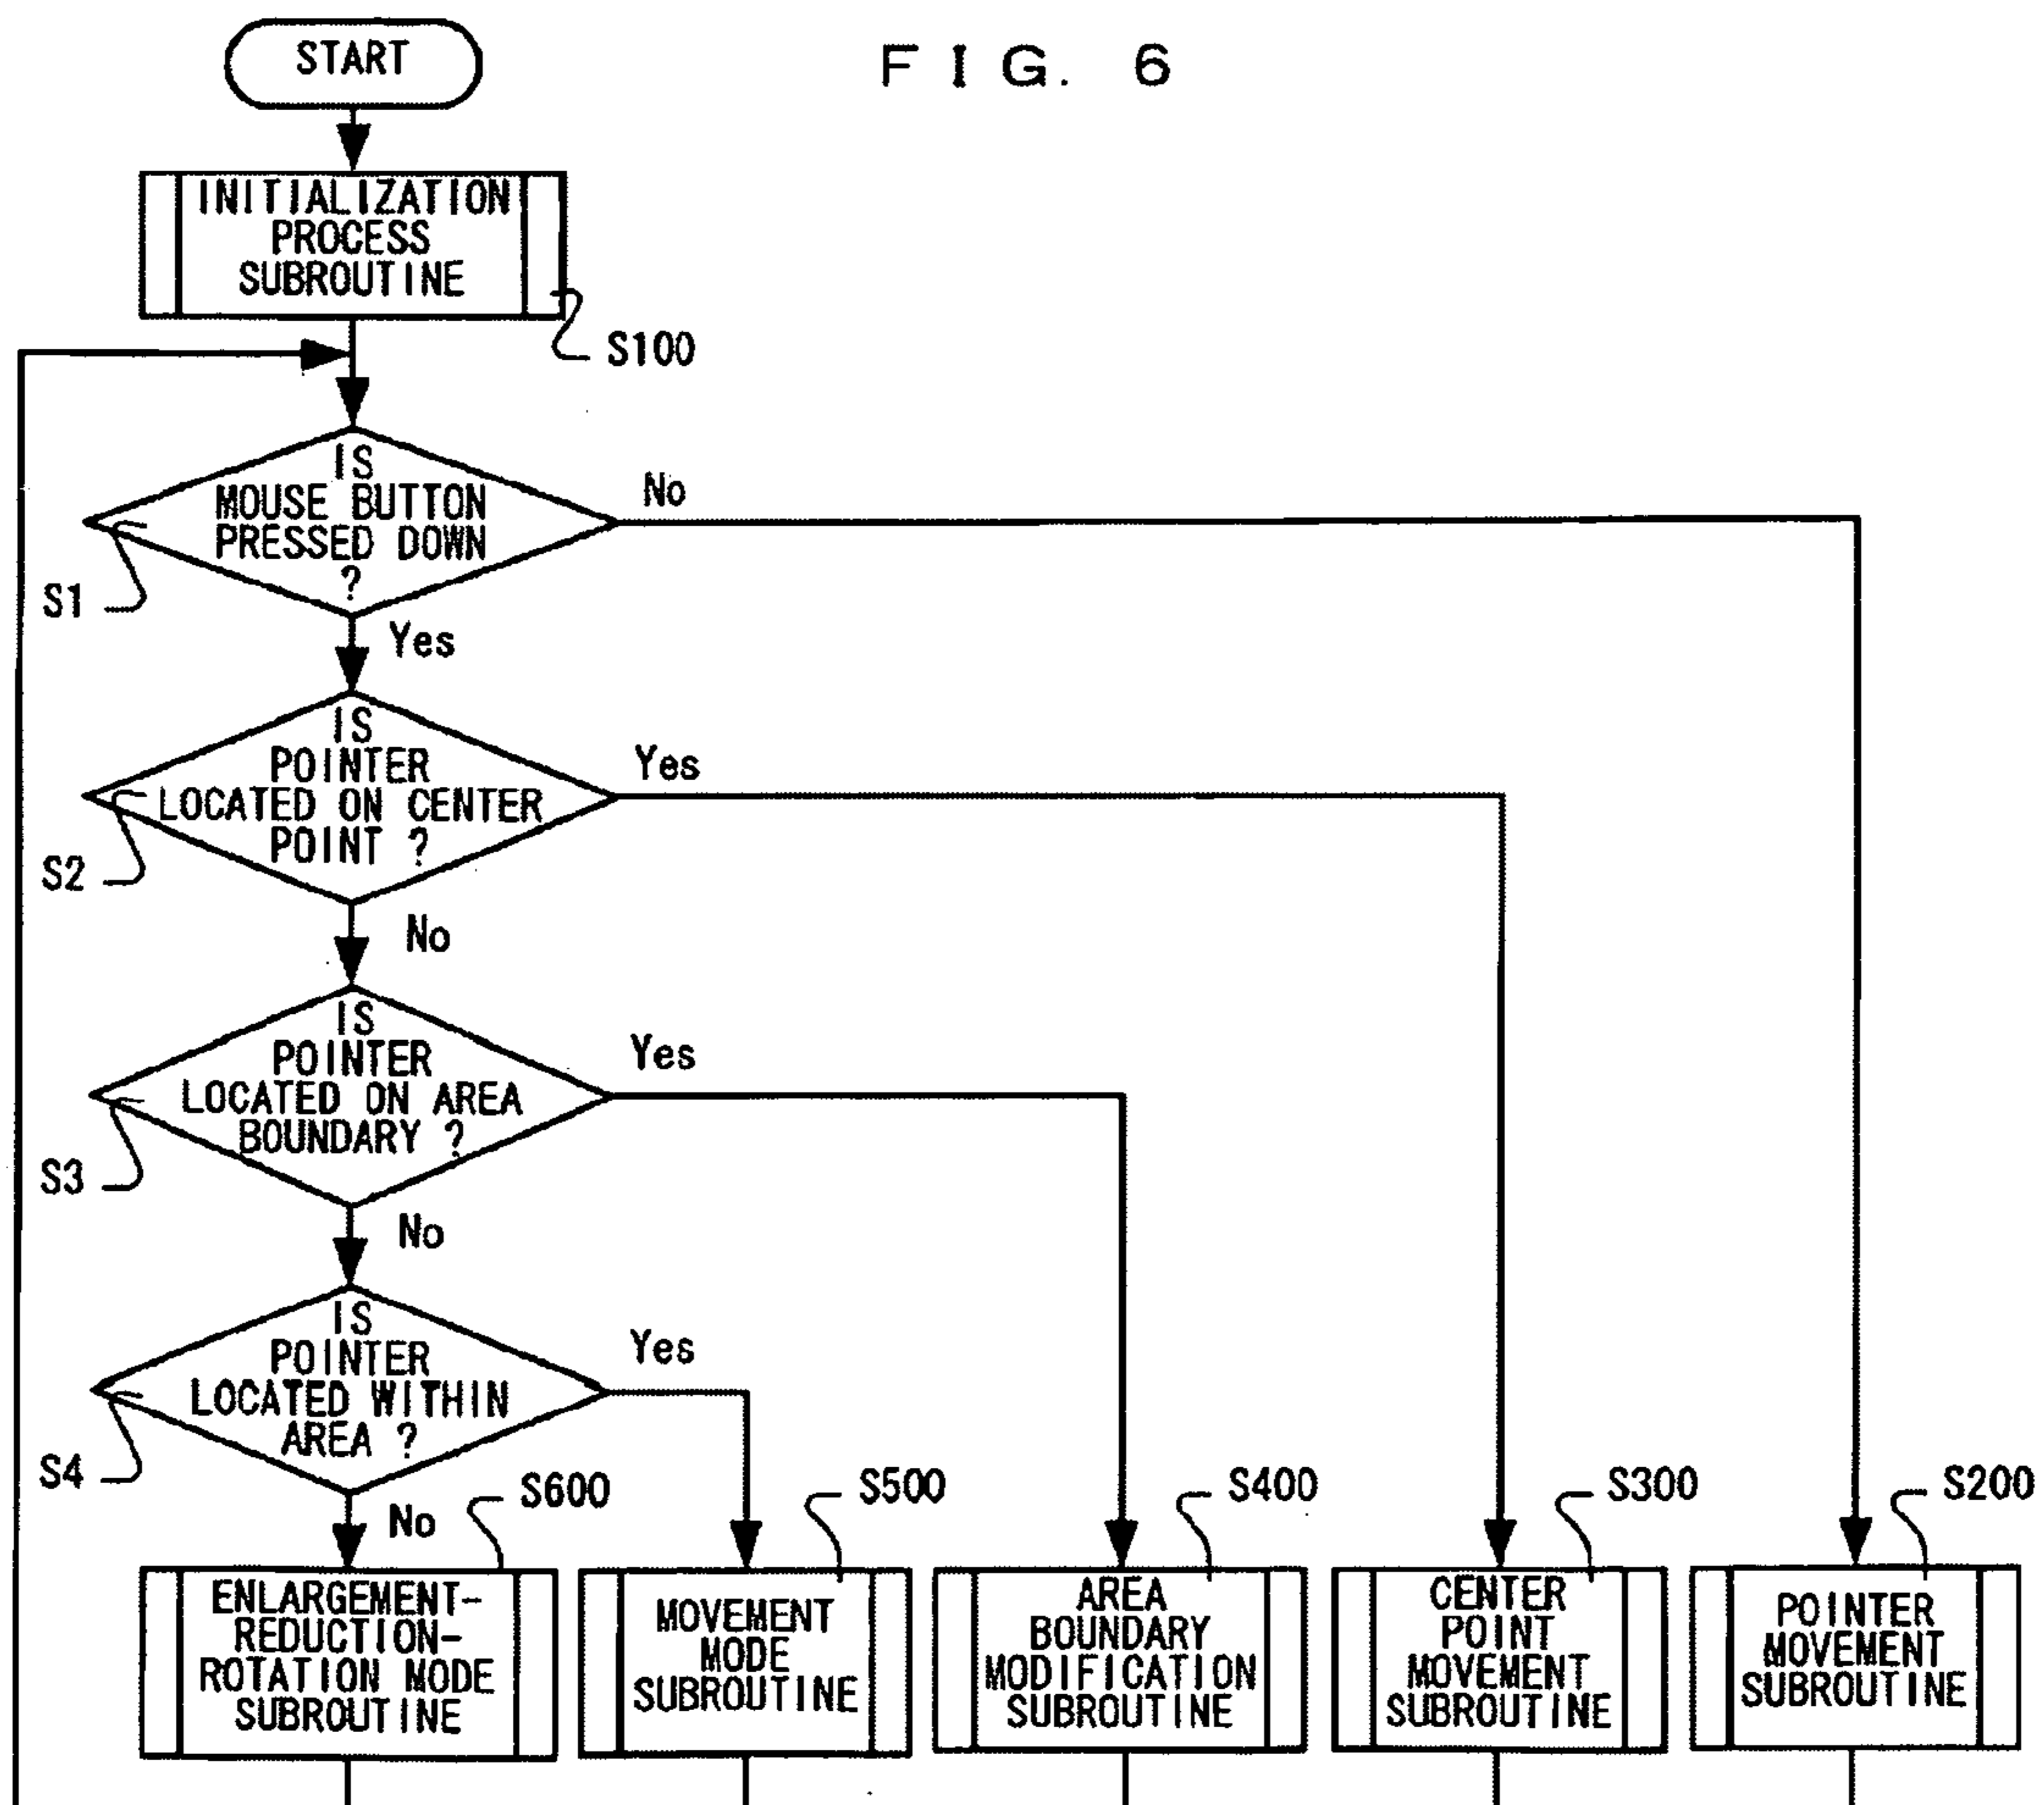 START
FIG. 6
INITIALIZATION
PROCESS
SUBROUTINE
S100
IS
MOUSE BUTTON
PRESSED DOWN
?
No
S1
Yes
IS
POINTER
LOCATED ON CENTER
POINT ?
Yes
S2
No
IS
POINTER
LOCATED ON AREA
BOUNDARY ?
Yes
S3
No
IS
POINTER
LOCATED WITHIN
AREA ?
Yes
S4
No
S600
S500
S400
S300
S200
ENLARGEMENT-
REDUCTION-
ROTATION MODE
SUBROUTINE
MOVEMENT
MODE
SUBROUTINE
AREA
BOUNDARY
MODIFICATION
SUBROUTINE
CENTER
POINT
MOVEMENT
SUBROUTINE
POINTER
MOVEMENT
SUBROUTINE